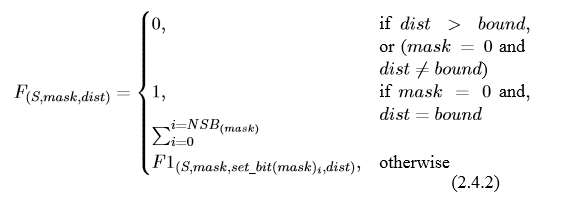 0, if dist > bound,
or (mask = 0 and
dist ≠ bound)
F(S,mask,dist) = 1, if mask = 0 and,
dist = bound
∑i=0 i=NSB(mask)
F1(S,mask,set_bit(mask)i,dist), otherwise
(2.4.2)